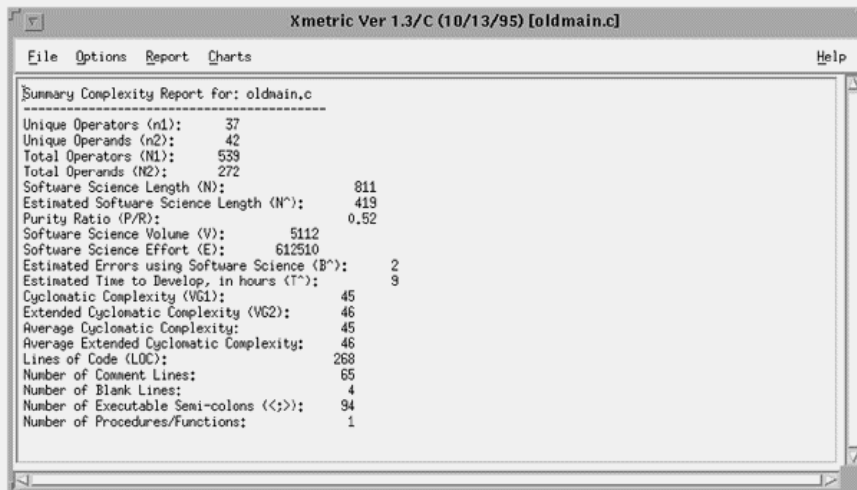 Xmetric Ver 1.3/C (10/13/95) [oldmain.c]
File Options Report Charts Help
Summary Complexity Report for: oldmain.c
-----------------------------------------
Unique Operators (n1): 37
Unique Operands (n2): 42
Total Operators (N1): 539
Total Operands (N2): 272
Software Science Length (N): 811
Estimated Software Science Length (N^): 419
Purity Ratio (P/R): 0.52
Software Science Volume (V): 5112
Software Science Effort (E): 612510
Estimated Errors using Software Science (B^): 2
Estimated Time to Develop, in hours (T^): 9
Cyclomatic Complexity (VG1): 45
Extended Cyclomatic Complexity (VG2): 46
Average Cyclomatic Complexity: 45
Average Extended Cyclomatic Complexity: 46
Lines of Code (LOC): 268
Number of Comment Lines: 65
Number of Blank Lines: 4
Number of Executable Semi-colons (<;>): 94
Number of Procedures/Functions: 1